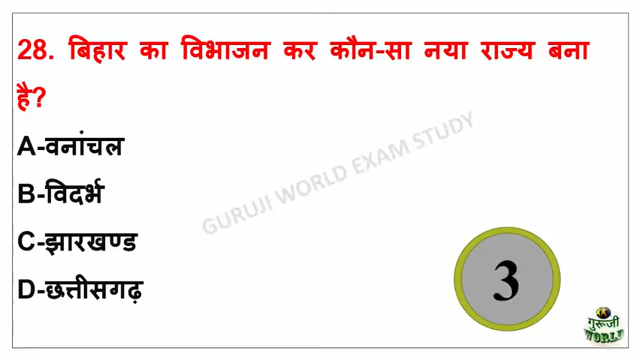 28. बिहार का विभाजन कर कौन-सा नया राज्य बना
है?
A-वनांचल
B-विदर्भ
C-झारखण्ड
D-छत्तीसगढ़
GURUJI WORLD EXAM STUDY
3
गुरूजी
WORLD